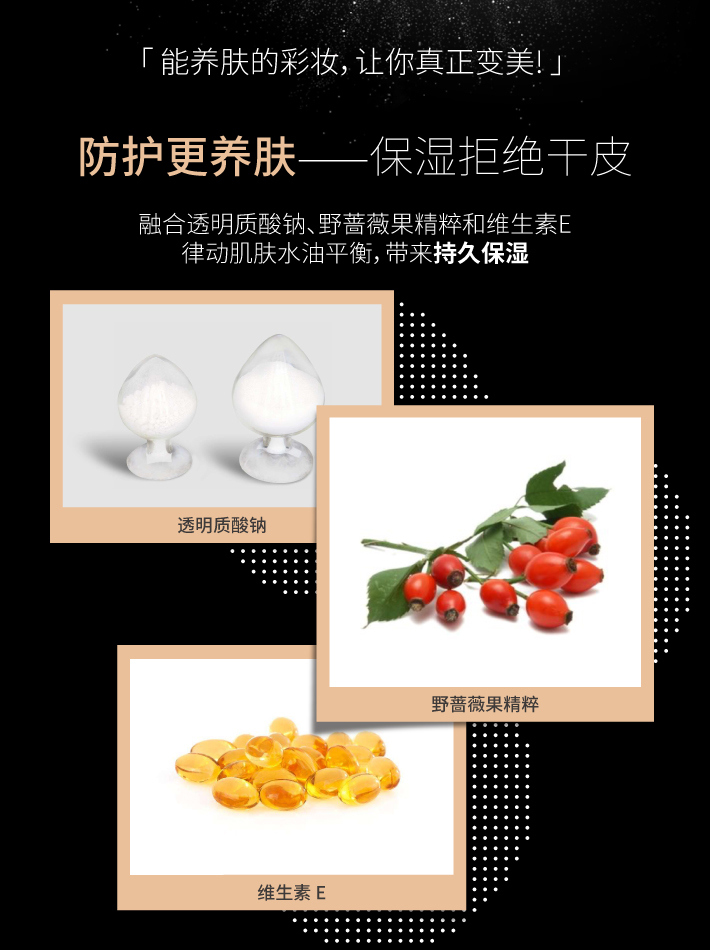 「能养肤的彩妆，让你真正变美！」
防护更养肤——保湿拒绝干皮
融合透明质酸钠、野蔷薇果精粹和维生素E
律动肌肤水油平衡，带来持久保湿
透明质酸钠
野蔷薇果精粹
维生素 E